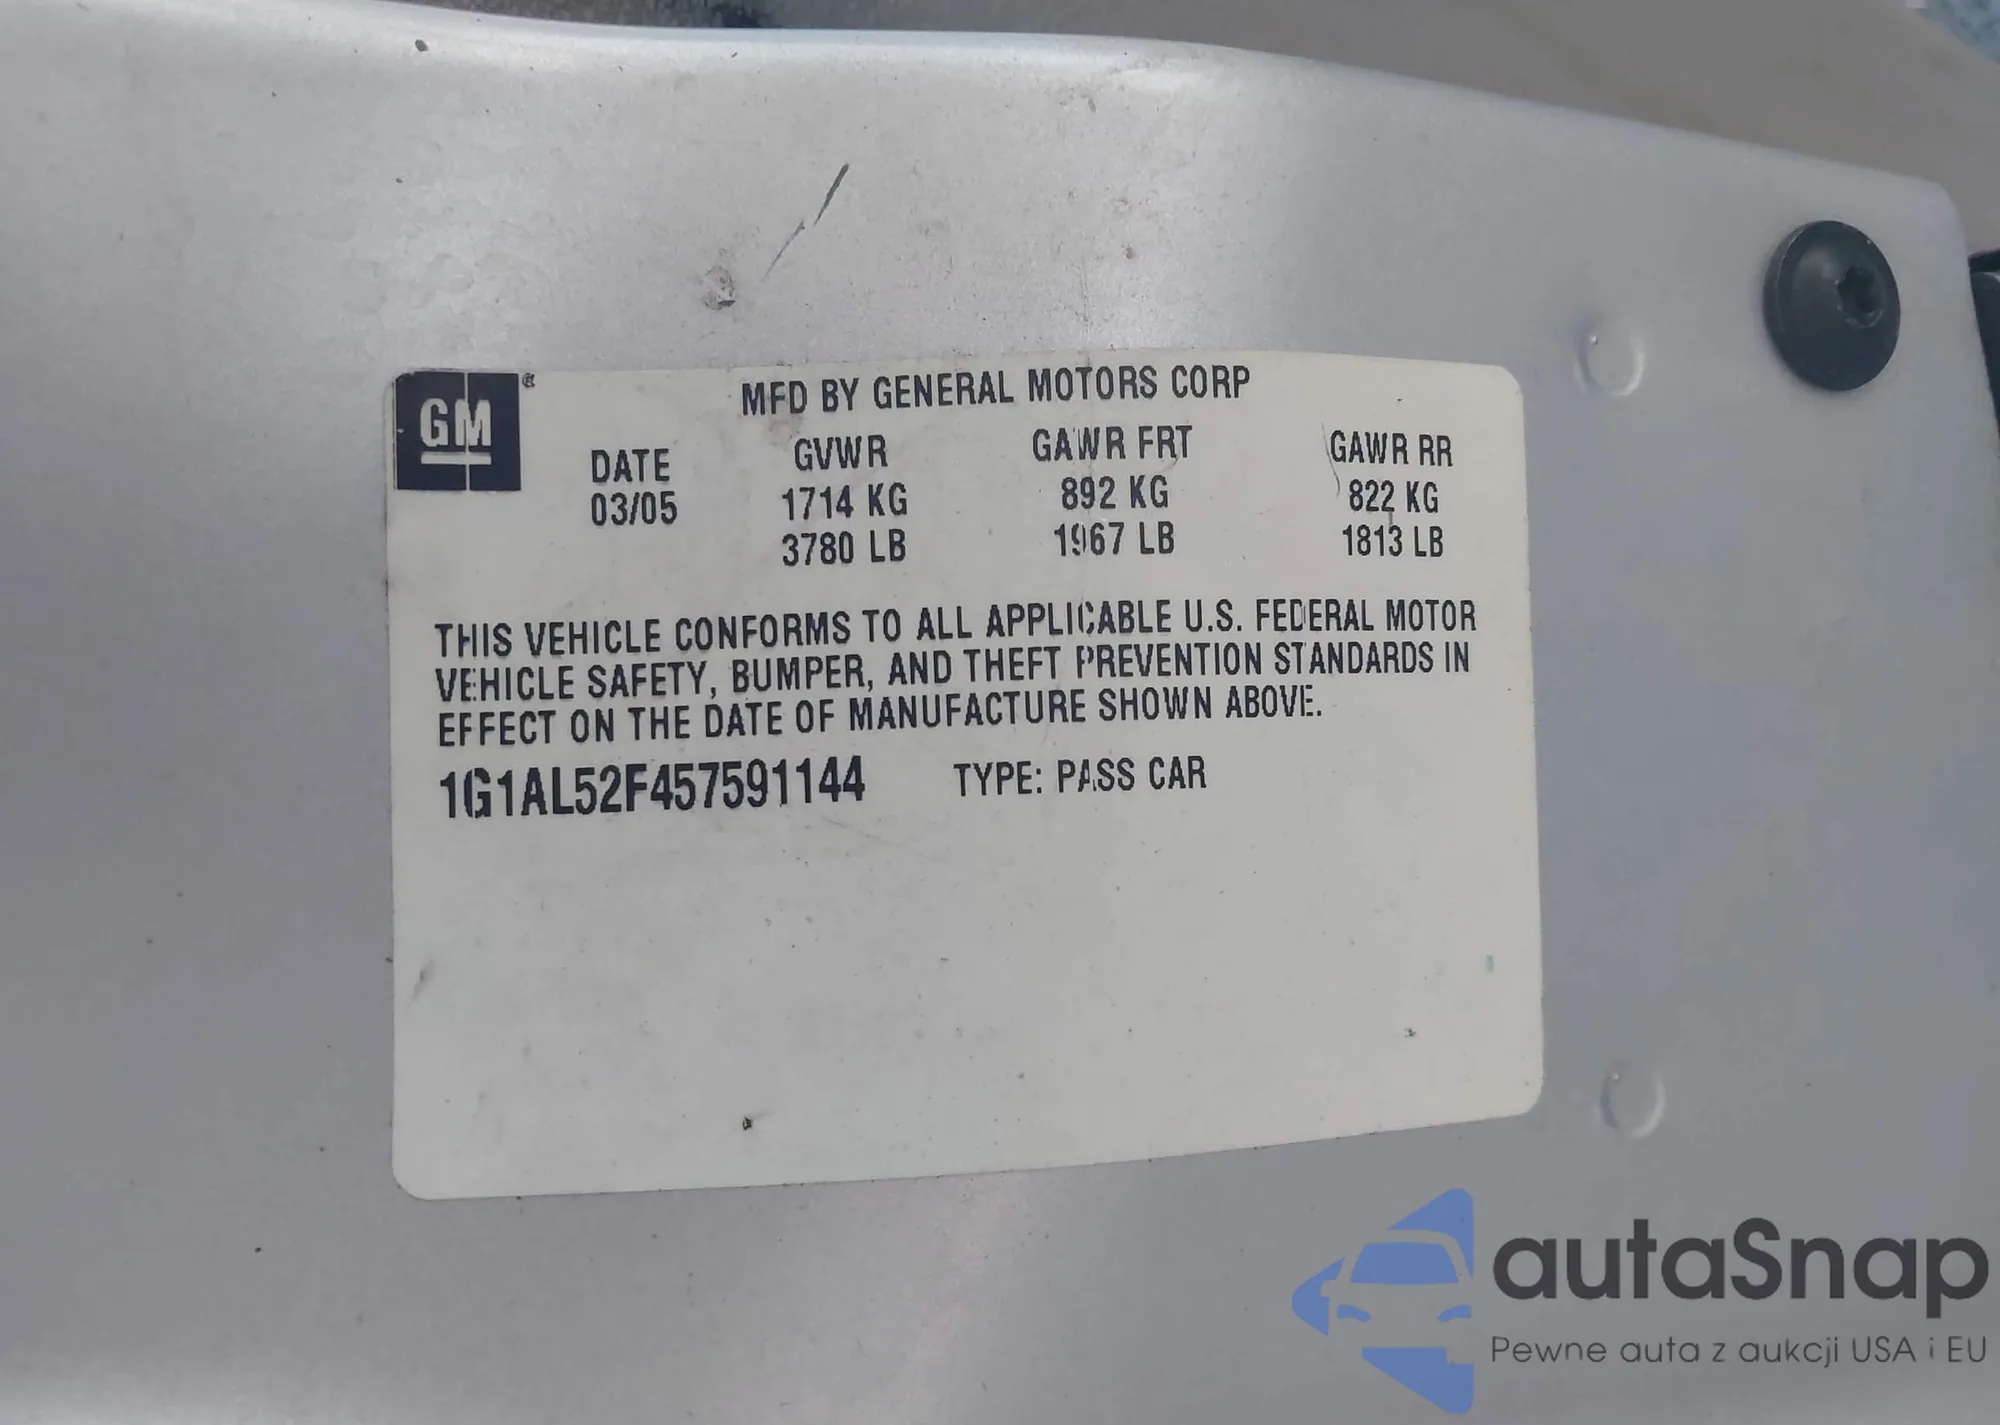 GM®
MFD BY GENERAL MOTORS CORP
DATE GVWR GAWR FRT GAWR RR
03/05 1714 KG 892 KG 822 KG
3780 LB 1967 LB 1813 LB
THIS VEHICLE CONFORMS TO ALL APPLICABLE U.S. FEDERAL MOTOR
VEHICLE SAFETY, BUMPER, AND THEFT PREVENTION STANDARDS IN
EFFECT ON THE DATE OF MANUFACTURE SHOWN ABOVE.
1G1AL52F457591144 TYPE: PASS CAR
autaSnap
Pewne auta z aukcji USA i EU